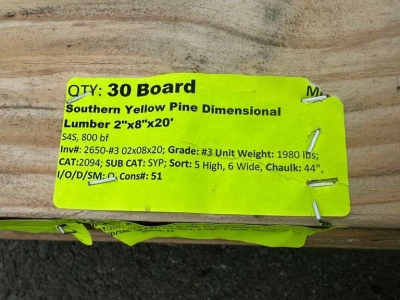 QTY: 30 Board
Southern Yellow Pine Dimensional
Lumber 2"x8"x20'
S4S, 800 bf
Inv#: 2650-#3 02x08x20; Grade: #3 Unit Weight: 1980 lbs;
CAT:2094; SUB CAT: SYP; Sort: 5 High, 6 Wide, Chaulk: 44",
I/O/D/SM: O, Cons#: 51